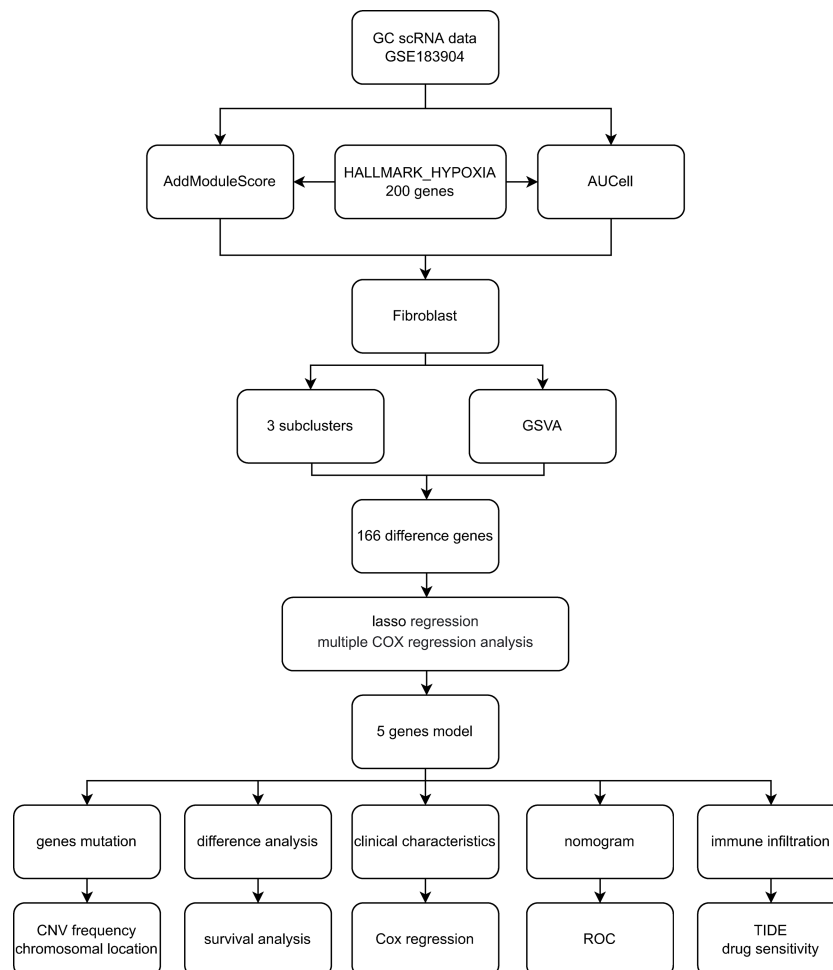 GC scRNA data
GSE183904
AddModuleScore
HALLMARK_HYPOXIA
200 genes
AUCell
Fibroblast
3 subclusters
GSVA
166 difference genes
lasso regression
multiple COX regression analysis
5 genes model
genes mutation
difference analysis
clinical characteristics
nomogram
immune infiltration
CNV frequency
chromosomal location
survival analysis
Cox regression
ROC
TIDE
drug sensitivity